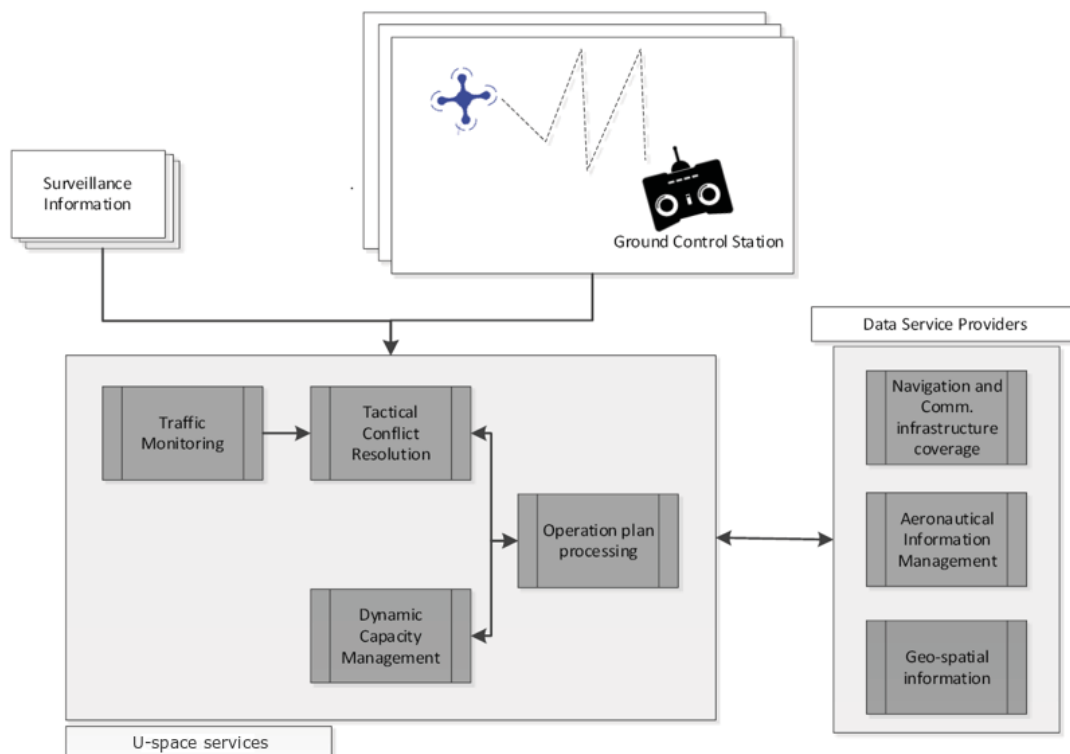 Surveillance
Information
Ground Control Station
Data Service Providers
Traffic
Monitoring
Tactical
Conflict
Resolution
Operation plan
processing
Dynamic
Capacity
Management
Navigation and
Comm.
infrastructure
coverage
Aeronautical
Information
Management
Geo-spatial
information
U-space services